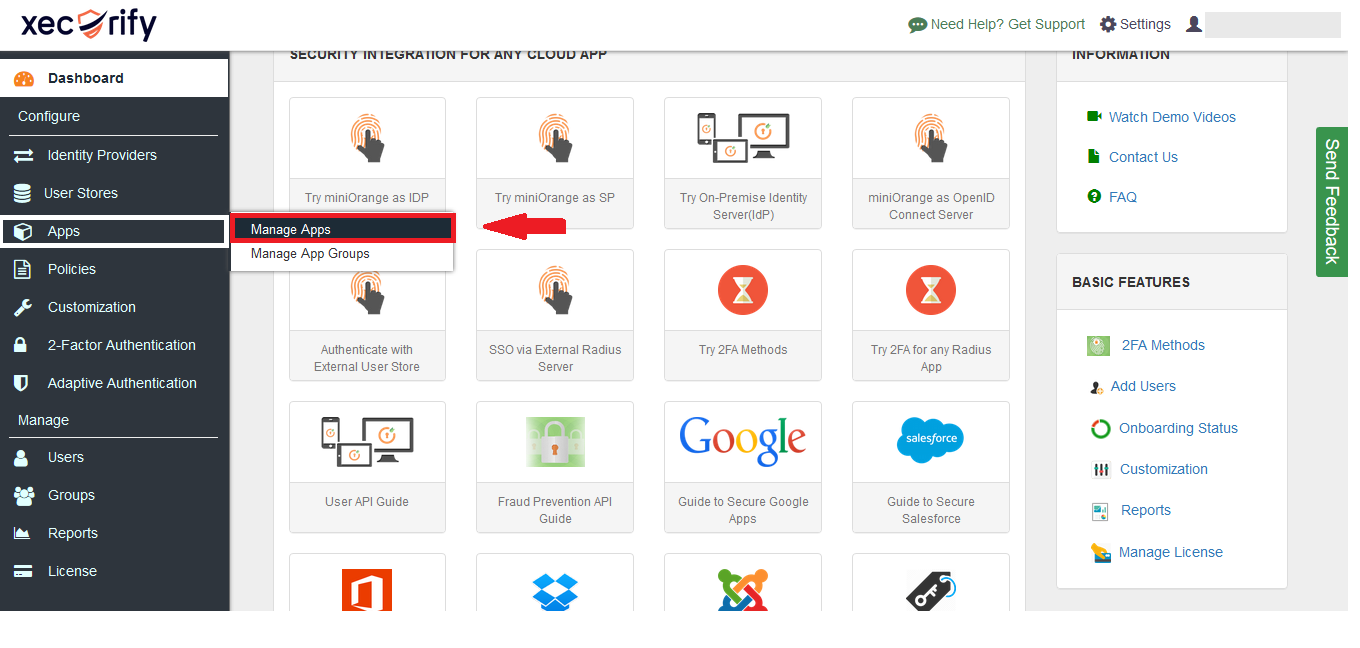 xecurify
Need Help? Get Support
Settings
Dashboard
Configure
Identity Providers
User Stores
Apps
Policies
Customization
2-Factor Authentication
Adaptive Authentication
Manage
Users
Groups
Reports
License
Manage Apps
Manage App Groups
SECURITY INTEGRATION FOR ANY CLOUD APP
Try miniOrange as IDP
Try miniOrange as SP
Try On-Premise Identity
Server(IdP)
miniOrange as OpenID
Connect Server
Authenticate with
External User Store
SSO via External Radius
Server
Try 2FA Methods
Try 2FA for any Radius
App
User API Guide
Fraud Prevention API
Guide
Google
Guide to Secure Google
Apps
salesforce
Guide to Secure
Salesforce
INFORMATION
Watch Demo Videos
Contact Us
FAQ
BASIC FEATURES
2FA Methods
Add Users
Onboarding Status
Customization
Reports
Manage License
Send Feedback